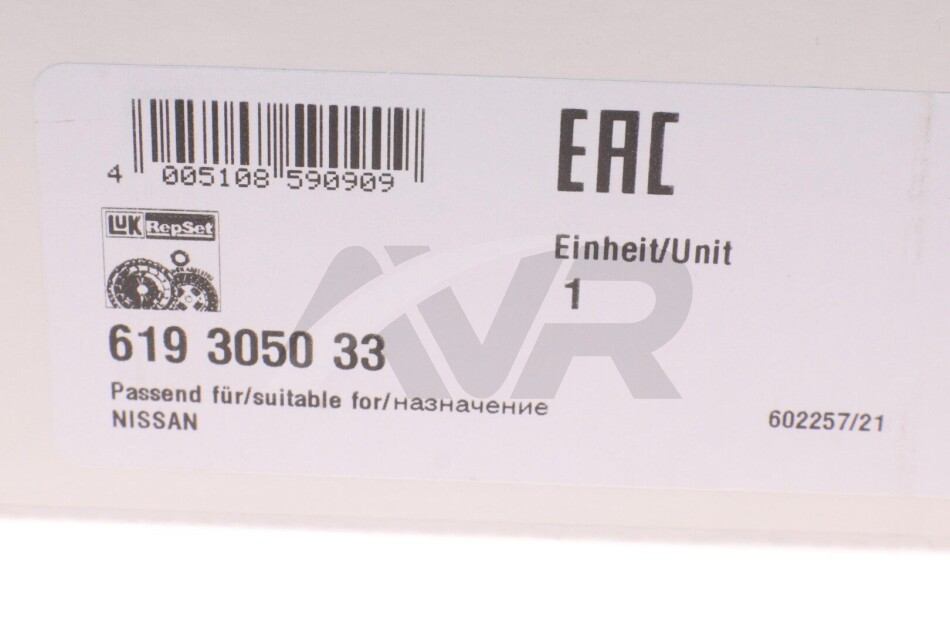 4 005108 590909
EAC
LUK RepSet
Einheit/Unit
1
619 3050 33
Passend für/suitable for/назначение
NISSAN
602257/21
AVR